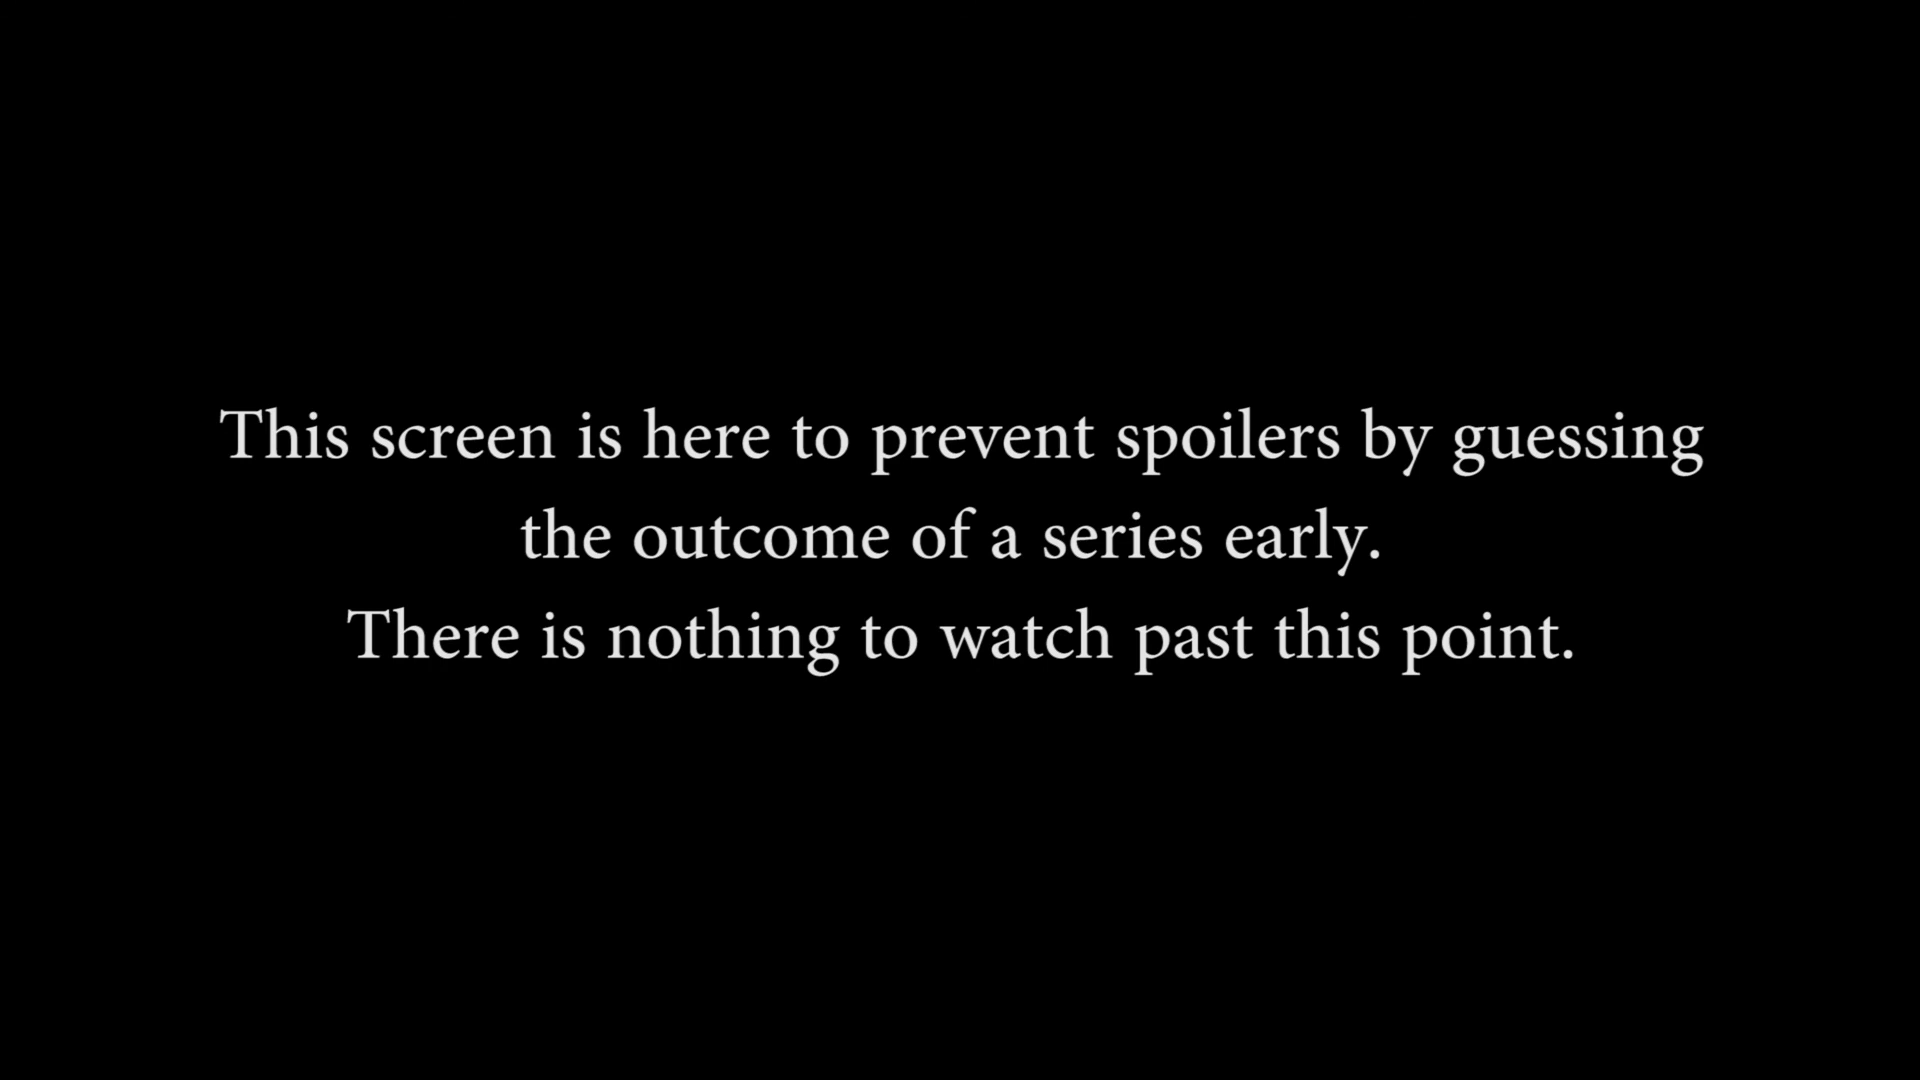 This screen is here to prevent spoilers by guessing
the outcome of a series early.
There is nothing to watch past this point.